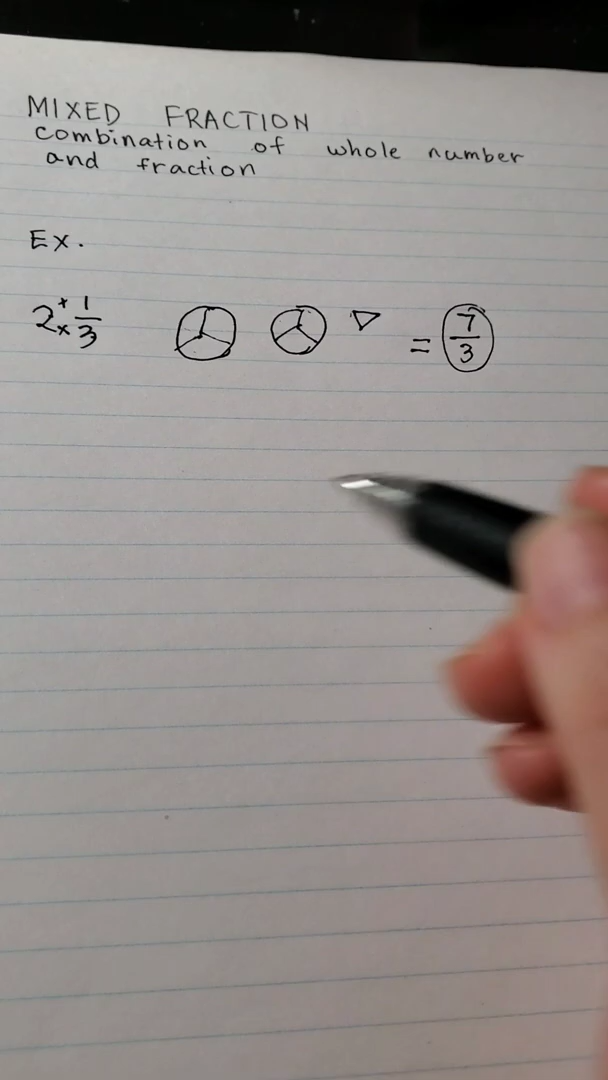 MIXED FRACTION
combination of whole number
and fraction
Ex.
2 + × 1/3 = 7/3